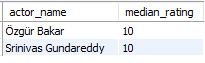 actor_name median_rating
Özgür Bakar 10
Srinivas Gundareddy 10